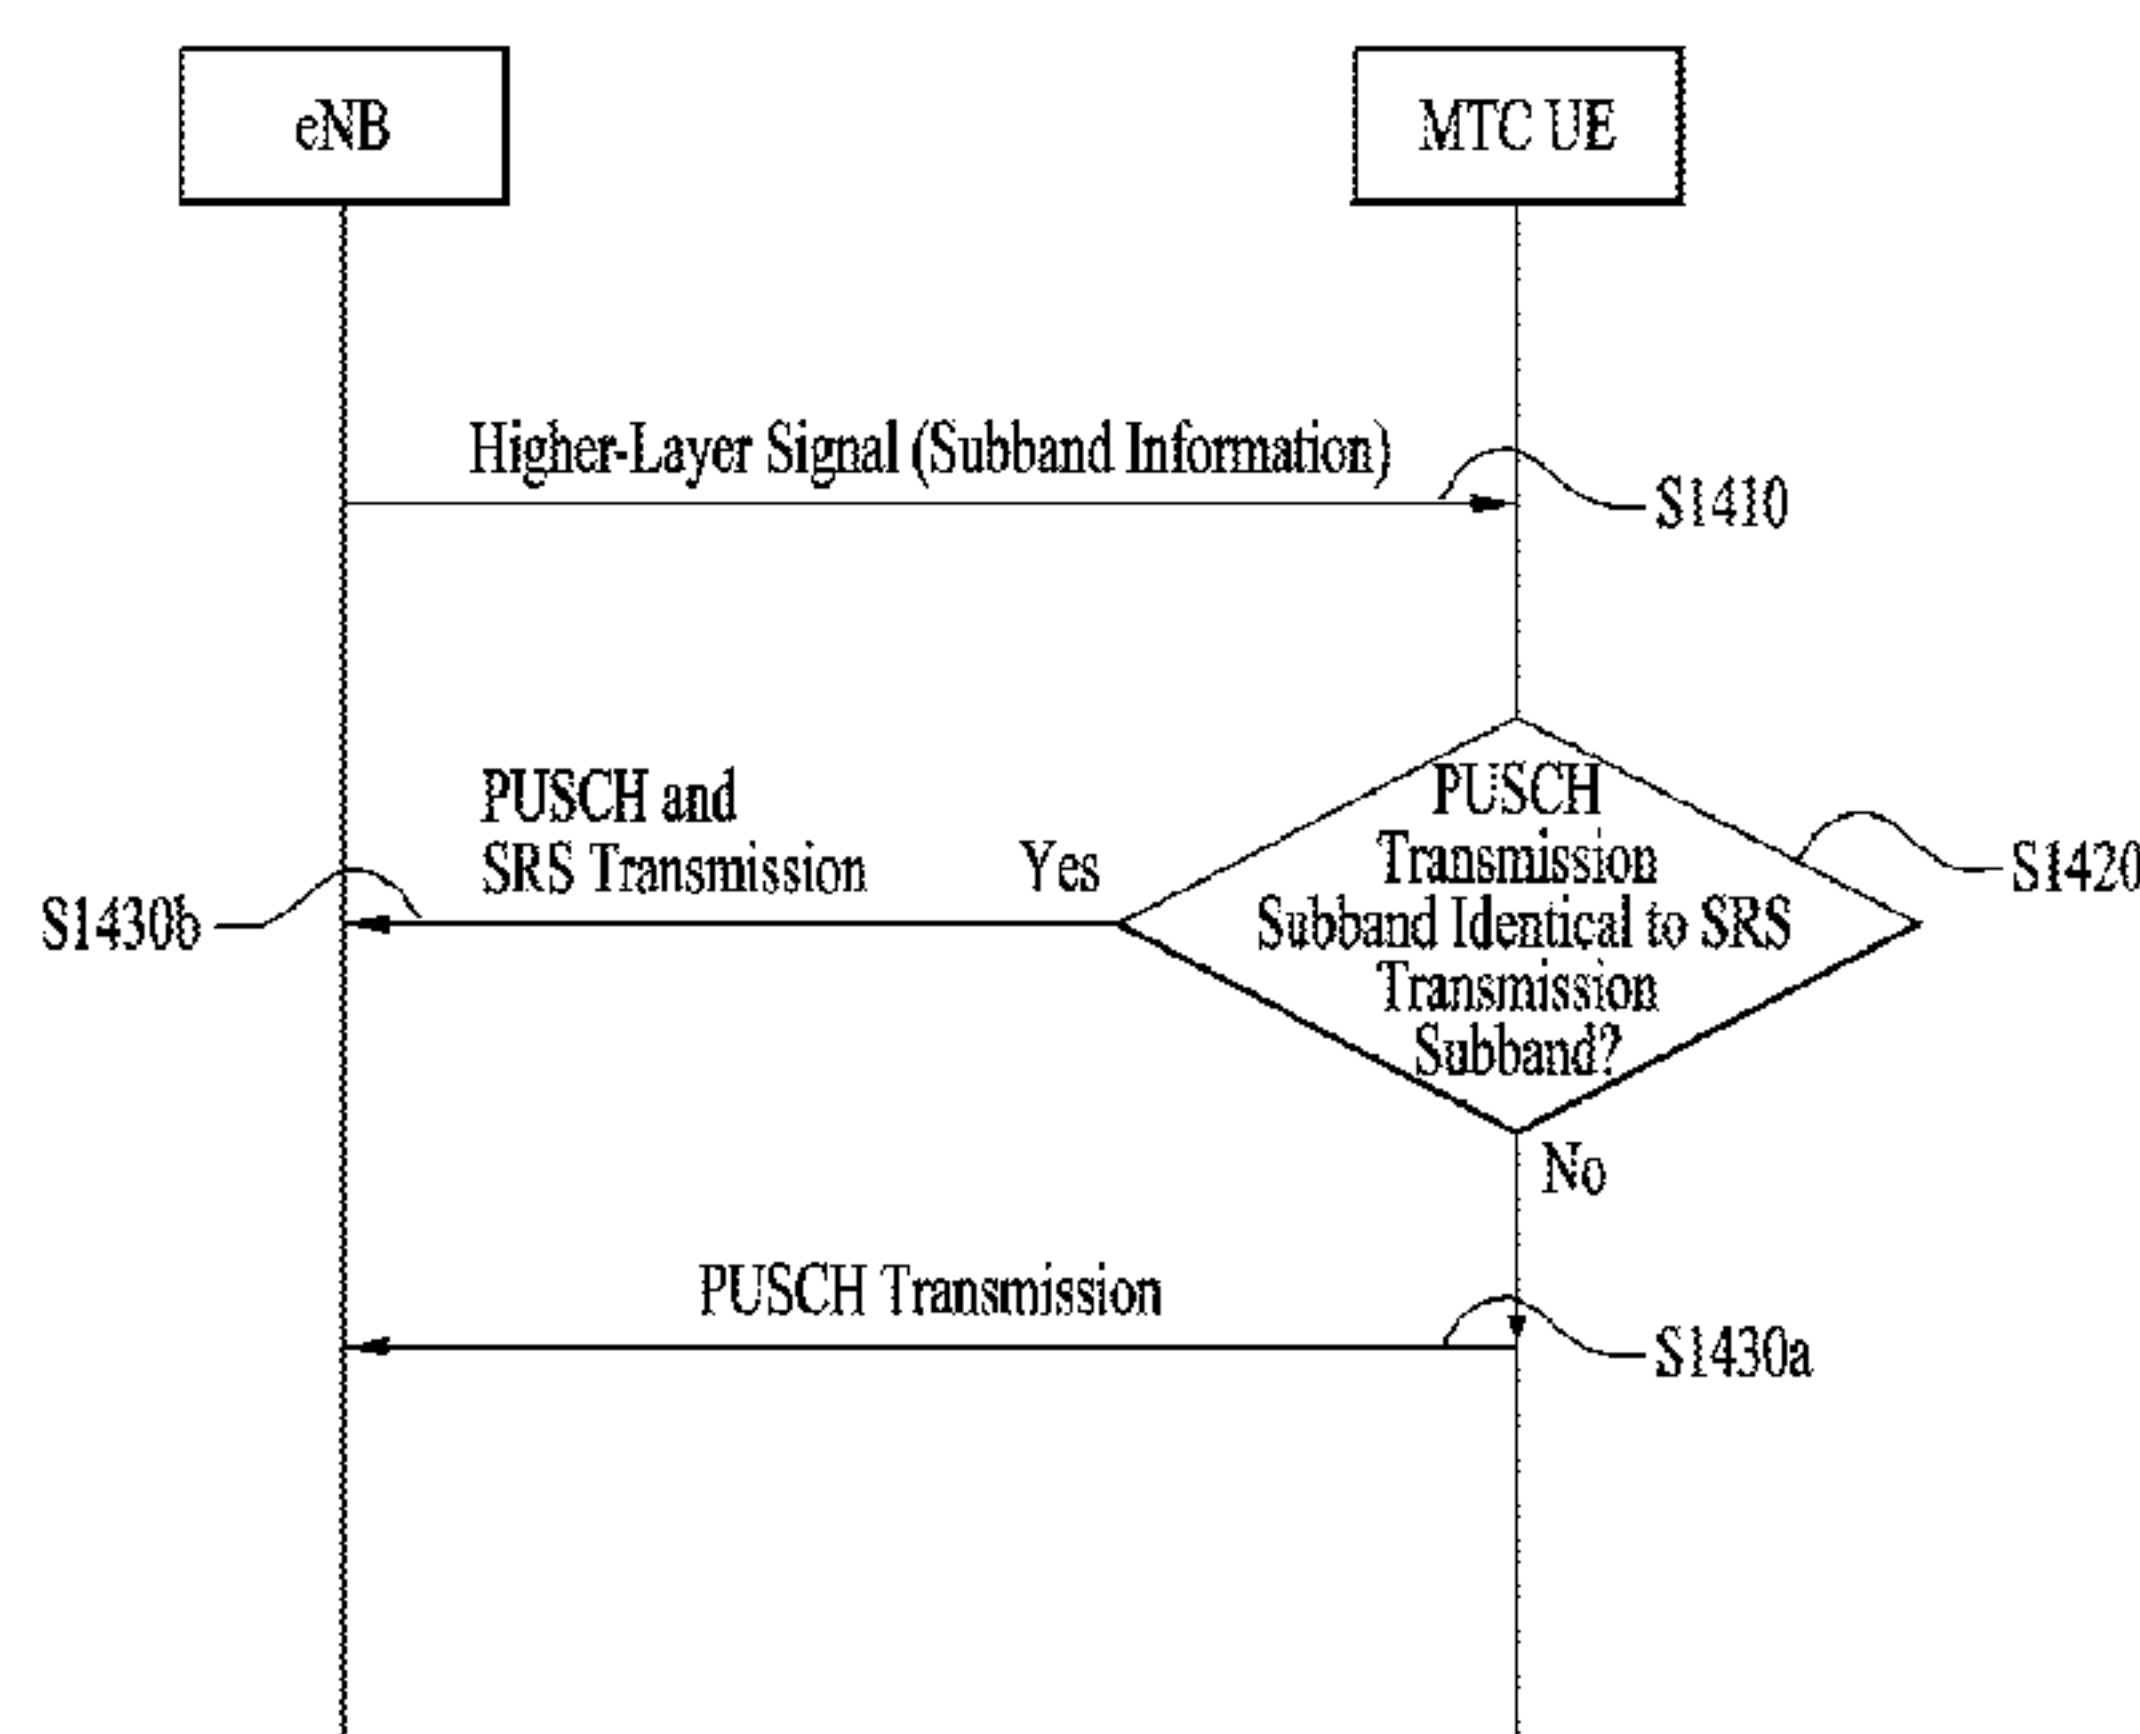 eNB
MTC UE
Higher-Layer Signal (Subband Information)
S1410
PUSCH and
SRS Transmission
Yes
PUSCH
Transmission
Subband Identical to SRS
Transmission
Subband?
S1420
S1430b
No
PUSCH Transmission
S1430a